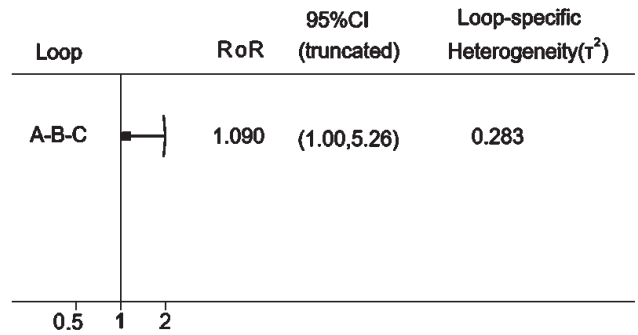 95%CI Loop-specific
Loop RoR (truncated) Heterogeneity(τ²)
A-B-C 1.090 (1.00,5.26) 0.283
0.5 1 2